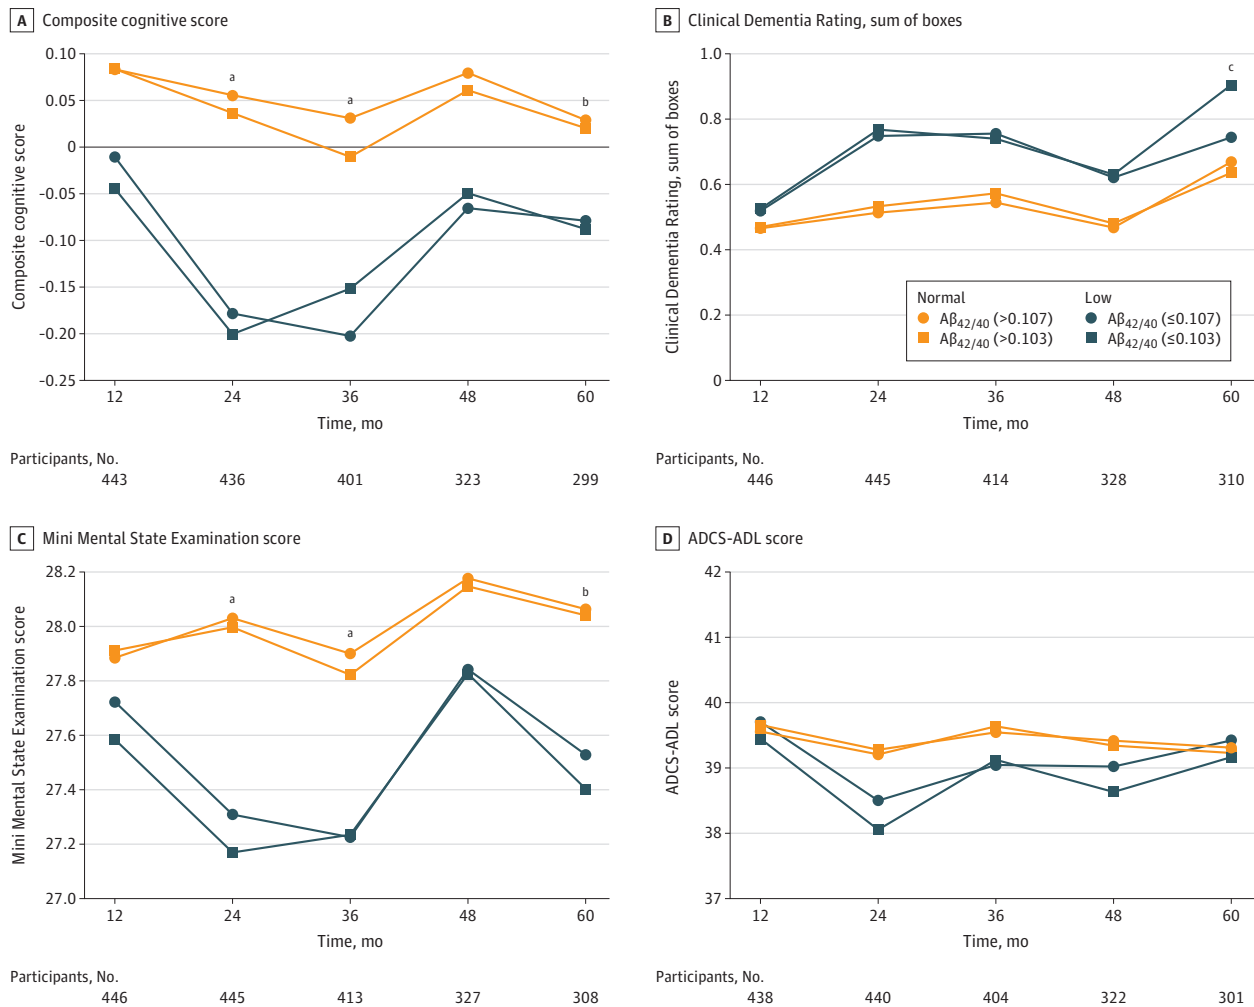 A Composite cognitive score
0.10
0.05
0
-0.05
-0.10
-0.15
-0.20
-0.25
Composite cognitive score
a
a
b
12 24 36 48 60
Time, mo
Participants, No.
443 436 401 323 299
B Clinical Dementia Rating, sum of boxes
1.0
0.8
0.6
0.4
0.2
0
Clinical Dementia Rating, sum of boxes
c
Normal Low
Aβ42/40 (>0.107) Aβ42/40 (≤0.107)
Aβ42/40 (>0.103) Aβ42/40 (≤0.103)
12 24 36 48 60
Time, mo
Participants, No.
446 445 414 328 310
C Mini Mental State Examination score
28.2
28.0
27.8
27.6
27.4
27.2
27.0
Mini Mental State Examination score
a
a
b
12 24 36 48 60
Time, mo
Participants, No.
446 445 413 327 308
D ADCS-ADL score
42
41
40
39
38
37
ADCS-ADL score
12 24 36 48 60
Time, mo
Participants, No.
438 440 404 322 301